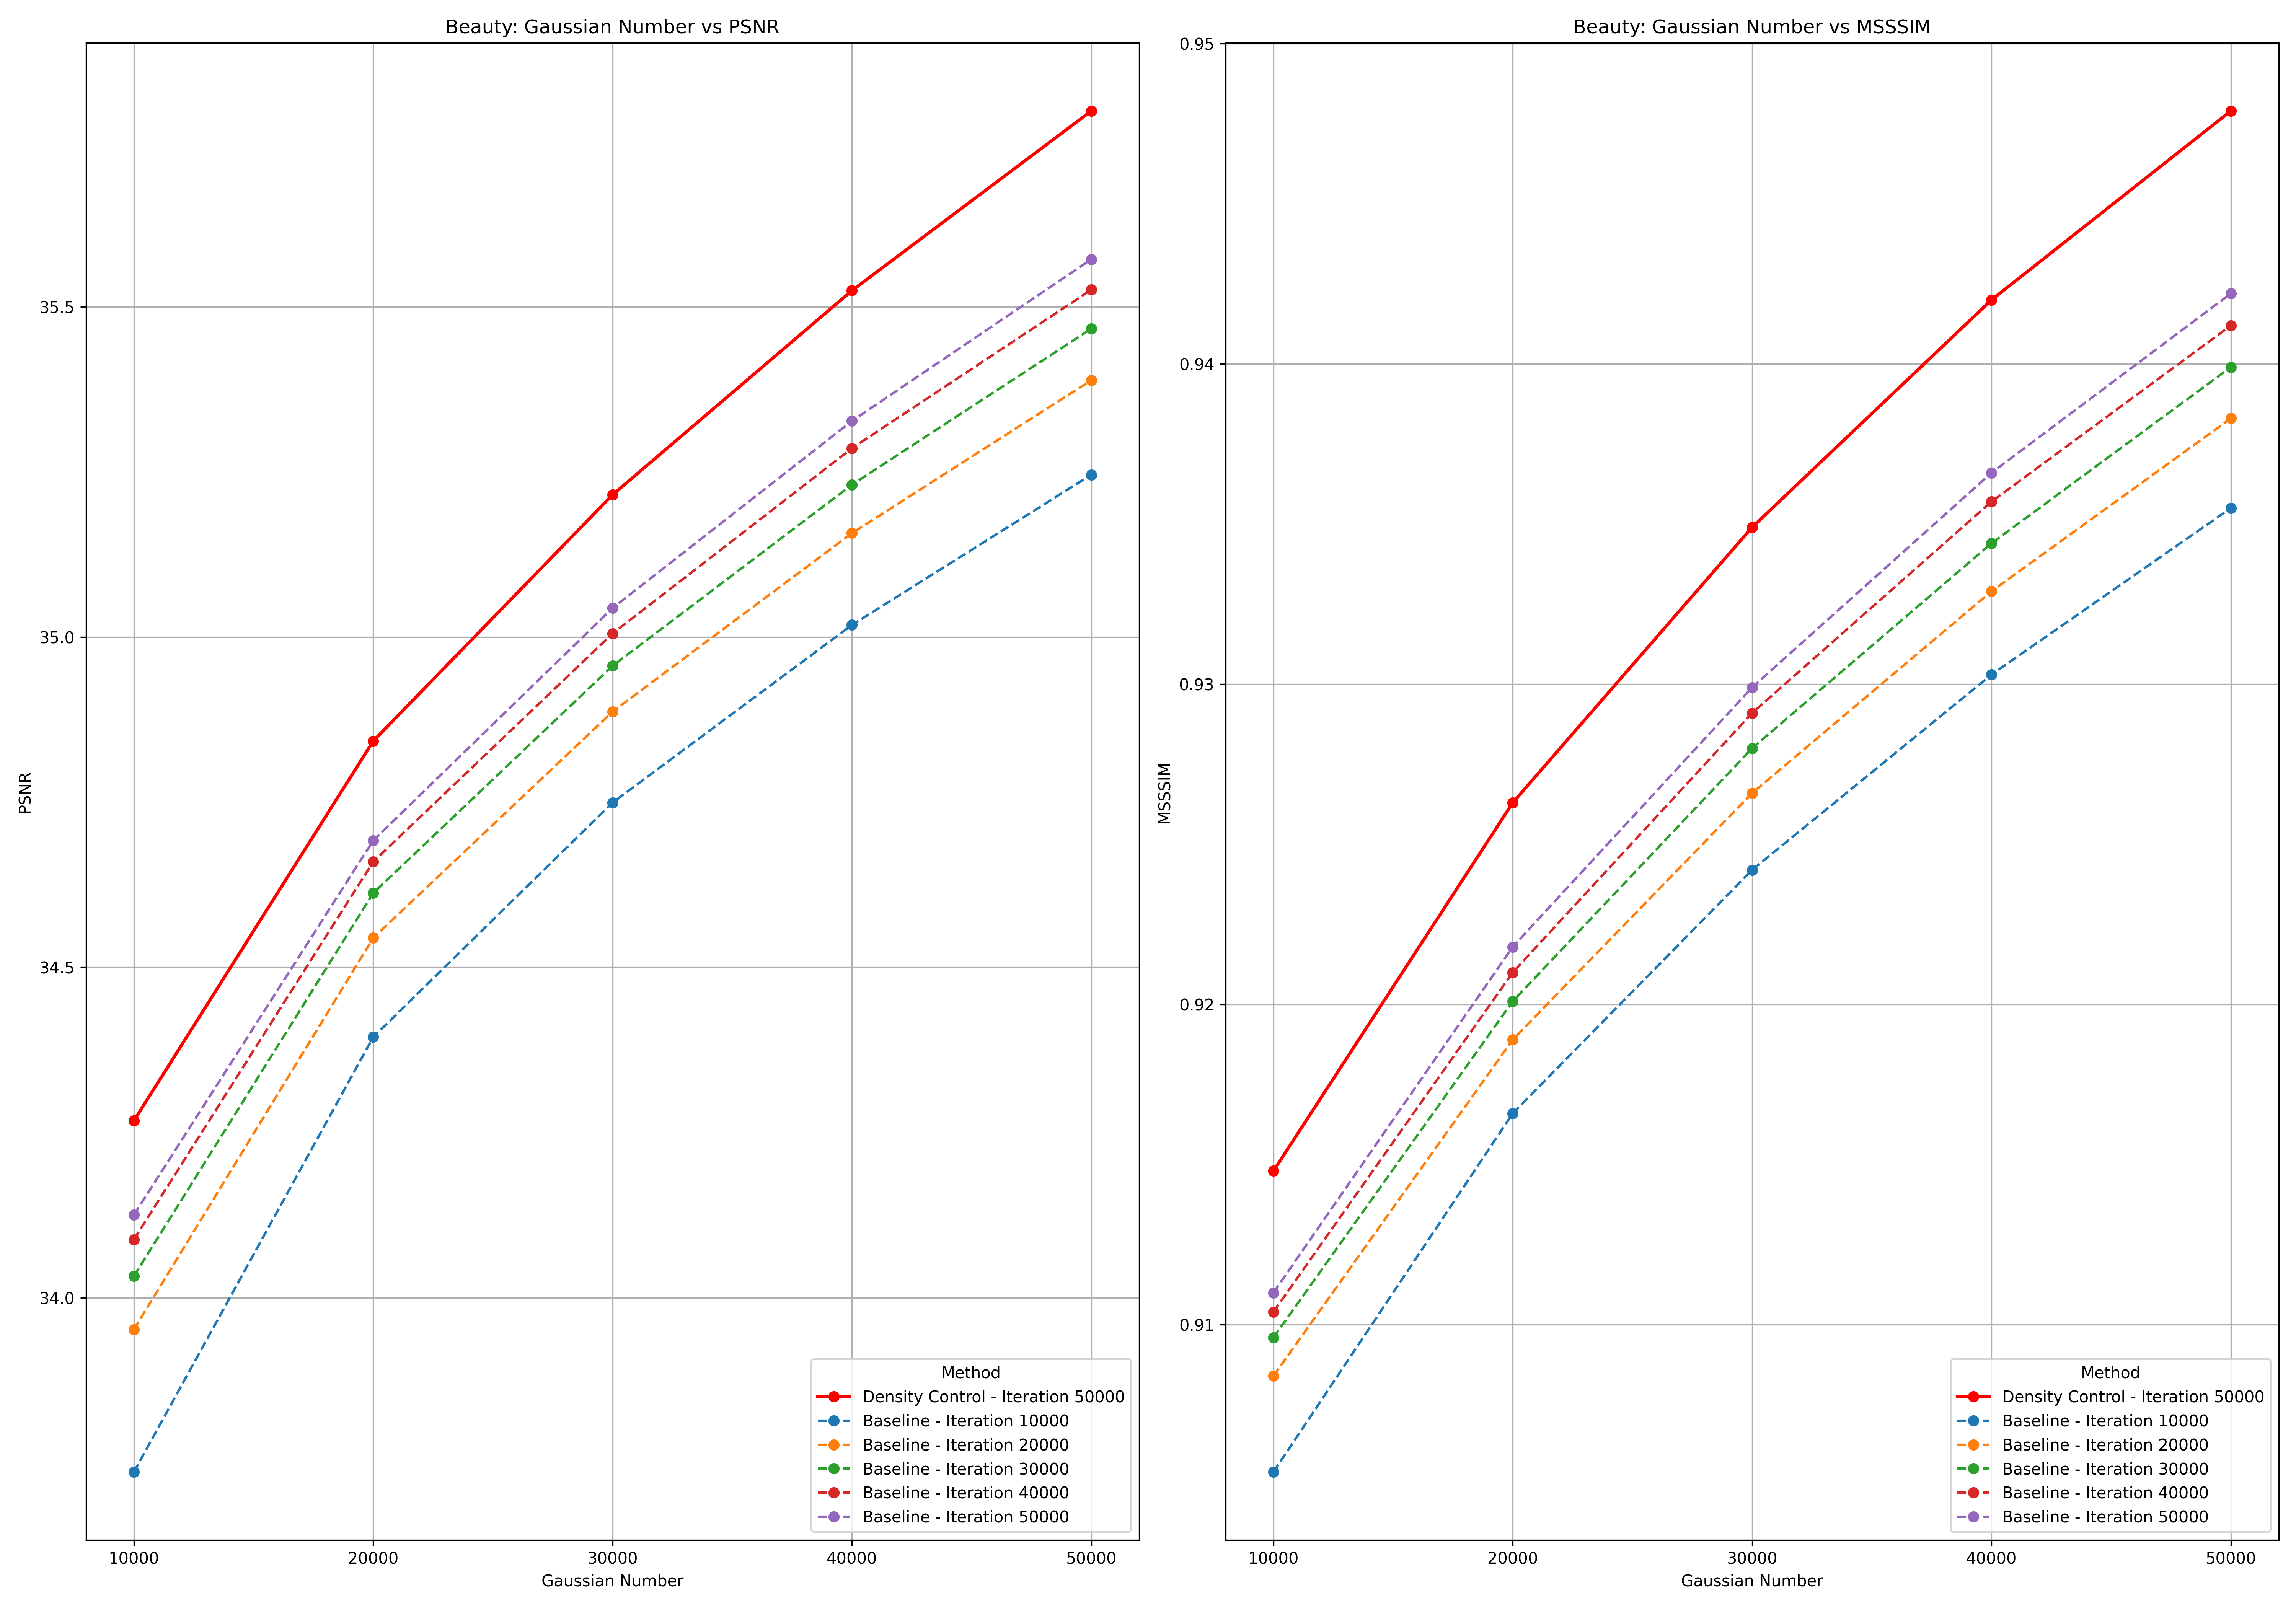 Beauty: Gaussian Number vs PSNR
PSNR
35.5
35.0
34.5
34.0
10000 20000 30000 40000 50000
Gaussian Number
Method
Density Control - Iteration 50000
Baseline - Iteration 10000
Baseline - Iteration 20000
Baseline - Iteration 30000
Baseline - Iteration 40000
Baseline - Iteration 50000
Beauty: Gaussian Number vs MSSSIM
MSSSIM
0.95
0.94
0.93
0.92
0.91
10000 20000 30000 40000 50000
Gaussian Number
Method
Density Control - Iteration 50000
Baseline - Iteration 10000
Baseline - Iteration 20000
Baseline - Iteration 30000
Baseline - Iteration 40000
Baseline - Iteration 50000